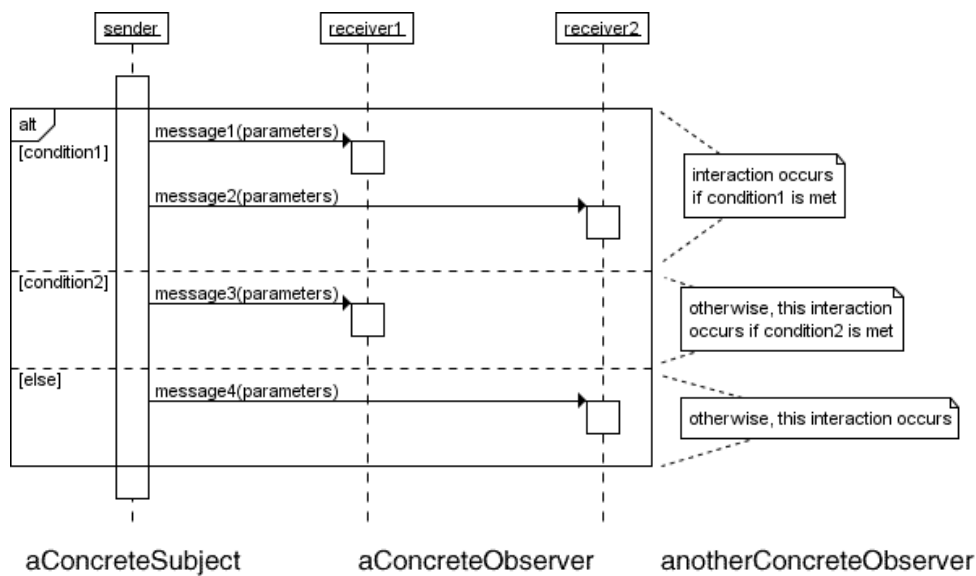 sender
receiver1
receiver2
alt
message1(parameters)
[condition1]
interaction occurs
if condition1 is met
message2(parameters)
[condition2]
message3(parameters)
otherwise, this interaction
occurs if condition2 is met
[else]
message4(parameters)
otherwise, this interaction occurs
aConcreteSubject
aConcreteObserver
anotherConcreteObserver